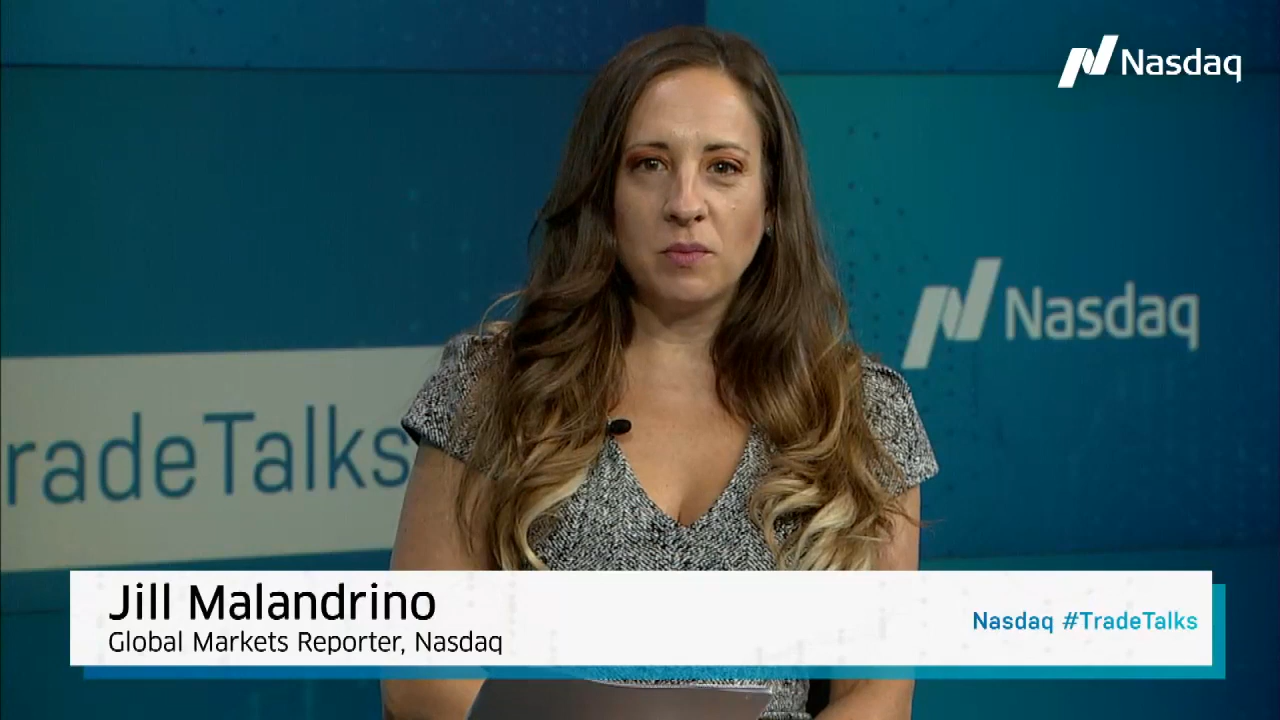 Nasdaq
Nasdaq
radeTalks
Jill Malandrino
Global Markets Reporter, Nasdaq
Nasdaq #TradeTalks